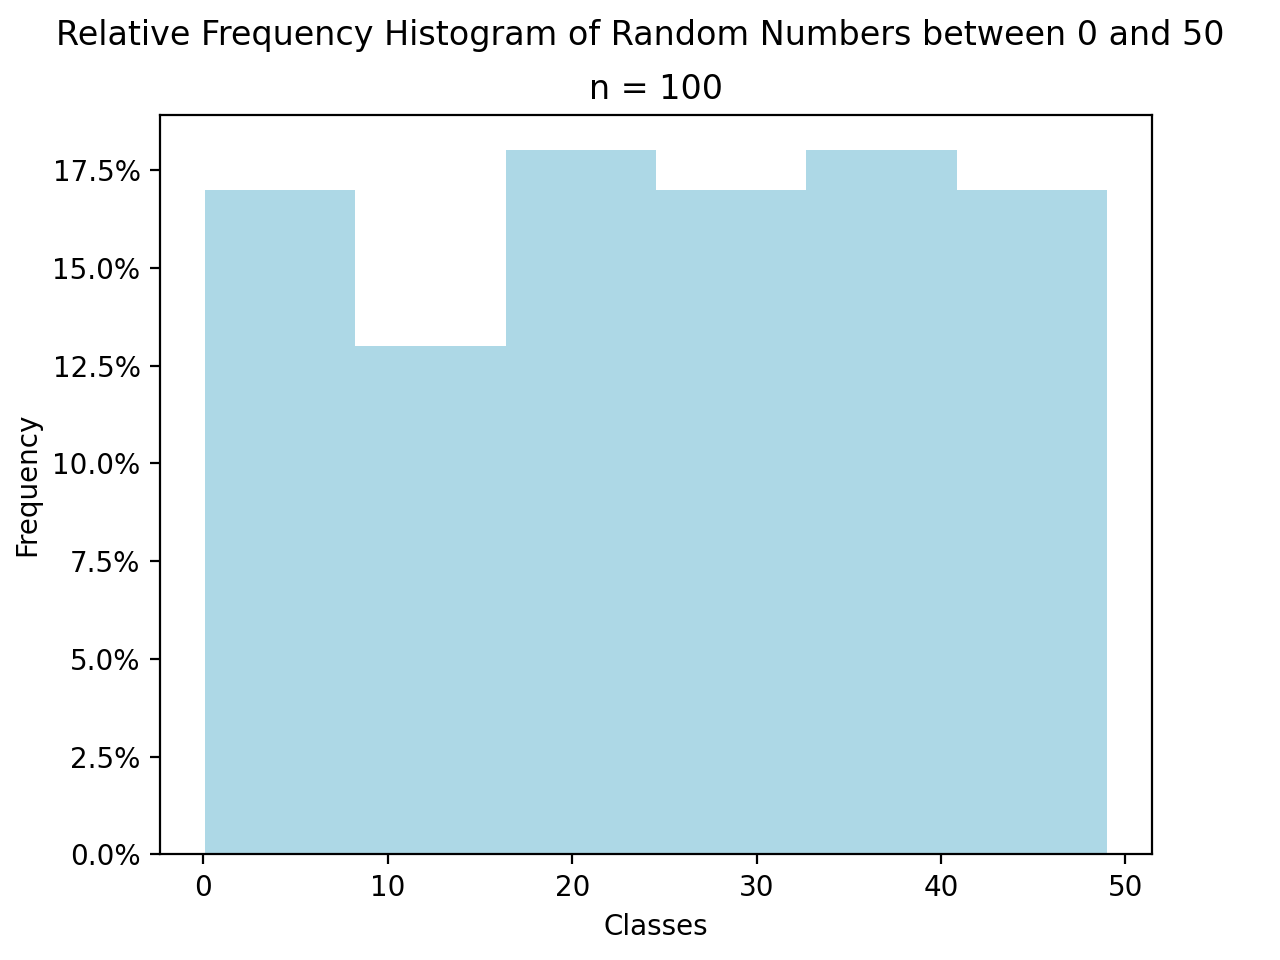 Relative Frequency Histogram of Random Numbers between 0 and 50
n = 100
17.5%
15.0%
12.5%
10.0%
7.5%
5.0%
2.5%
0.0%
Frequency
0 10 20 30 40 50
Classes